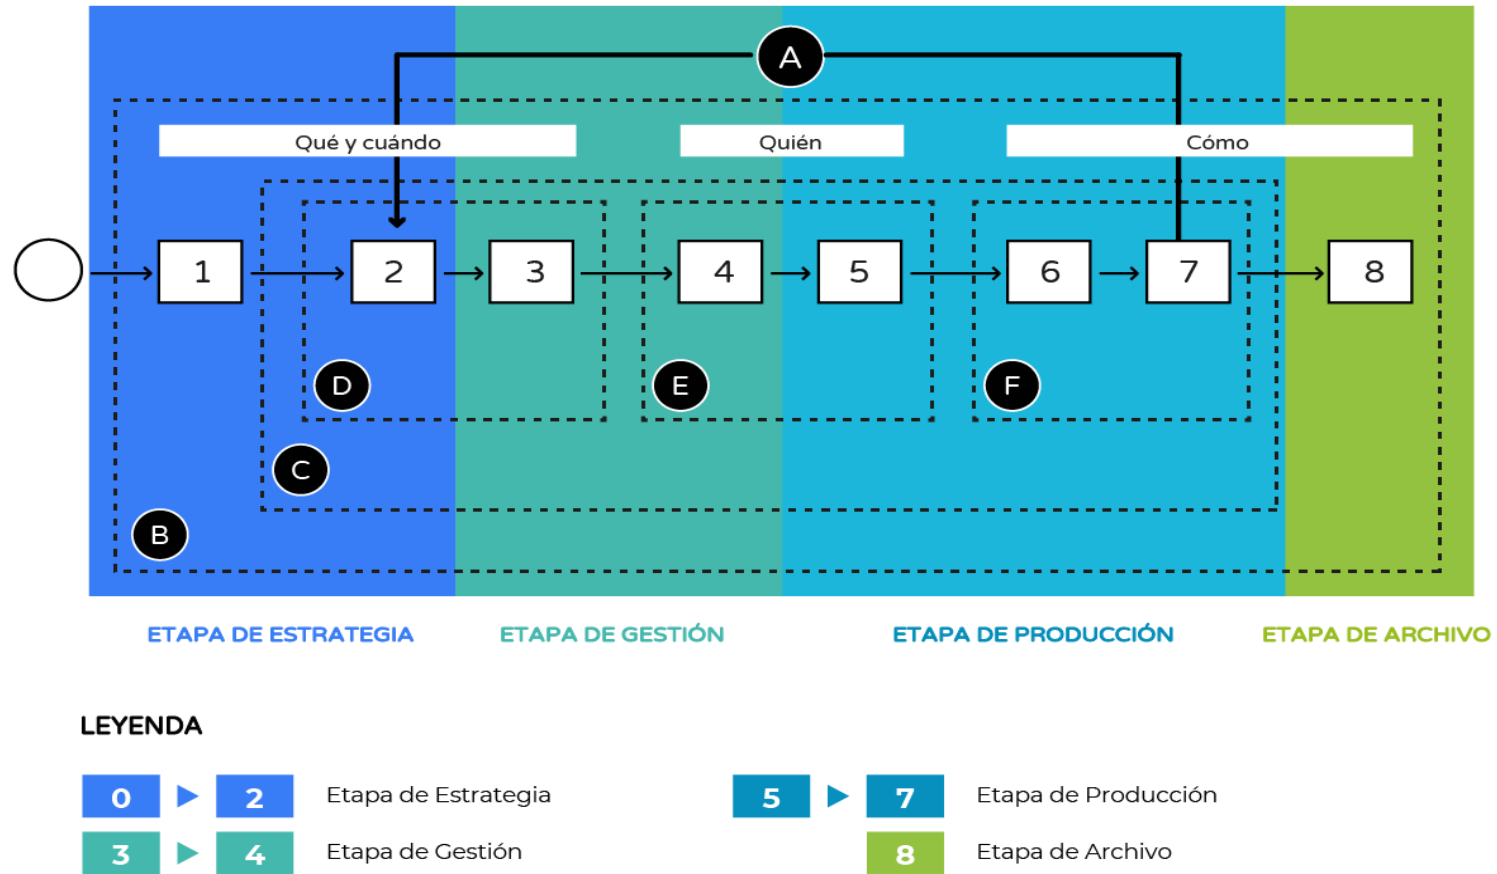 A
Qué y cuándo
Quién
Cómo
1
2
3
4
5
6
7
8
D
E
F
C
B
ETAPA DE ESTRATEGIA
ETAPA DE GESTIÓN
ETAPA DE PRODUCCIÓN
ETAPA DE ARCHIVO
LEYENDA
0 ▶ 2 Etapa de Estrategia
5 ▶ 7 Etapa de Producción
3 ▶ 4 Etapa de Gestión
8 Etapa de Archivo